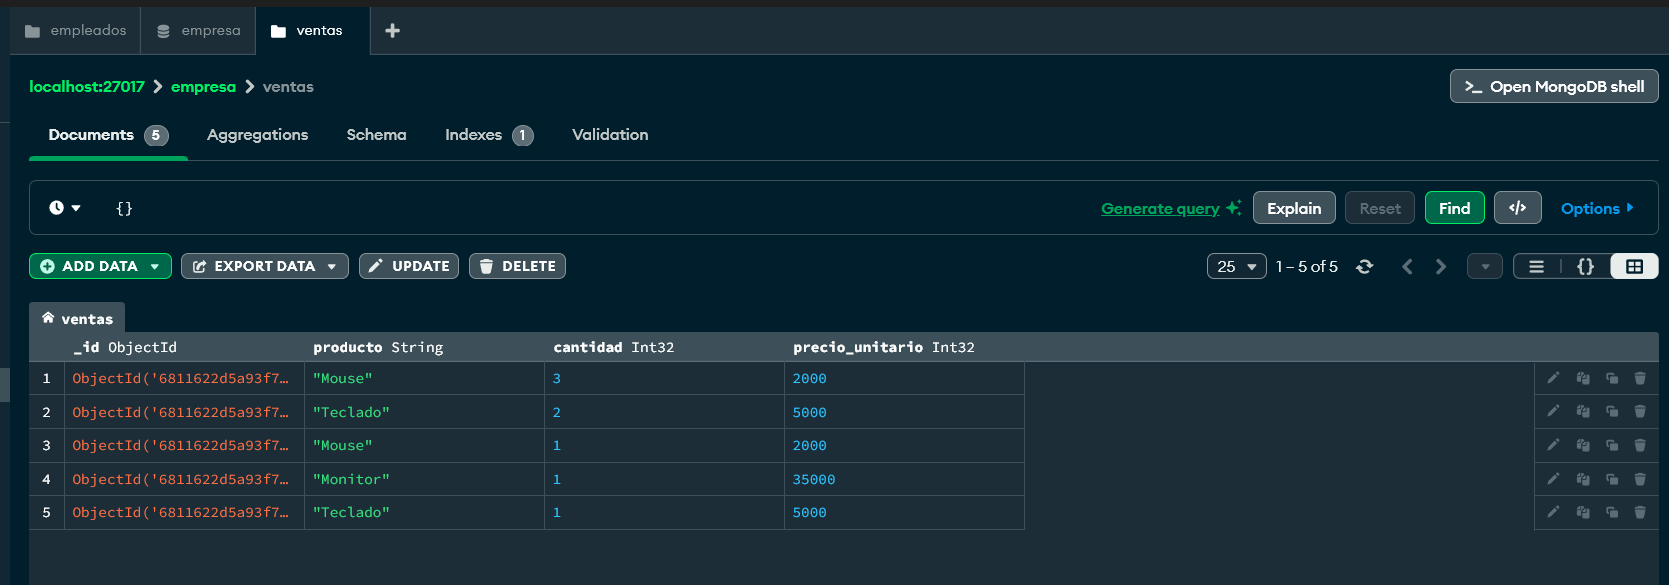 empleados empresa ventas
localhost:27017 empresa ventas
>_ Open MongoDB shell
Documents 5 Aggregations Schema Indexes 1 Validation
{} Generate query Explain Reset Find </> Options
ADD DATA EXPORT DATA UPDATE DELETE 25 1 – 5 of 5 {}
ventas
_id ObjectId producto String cantidad Int32 precio_unitario Int32
1 ObjectId('6811622d5a93f7… "Mouse" 3 2000
2 ObjectId('6811622d5a93f7… "Teclado" 2 5000
3 ObjectId('6811622d5a93f7… "Mouse" 1 2000
4 ObjectId('6811622d5a93f7… "Monitor" 1 35000
5 ObjectId('6811622d5a93f7… "Teclado" 1 5000